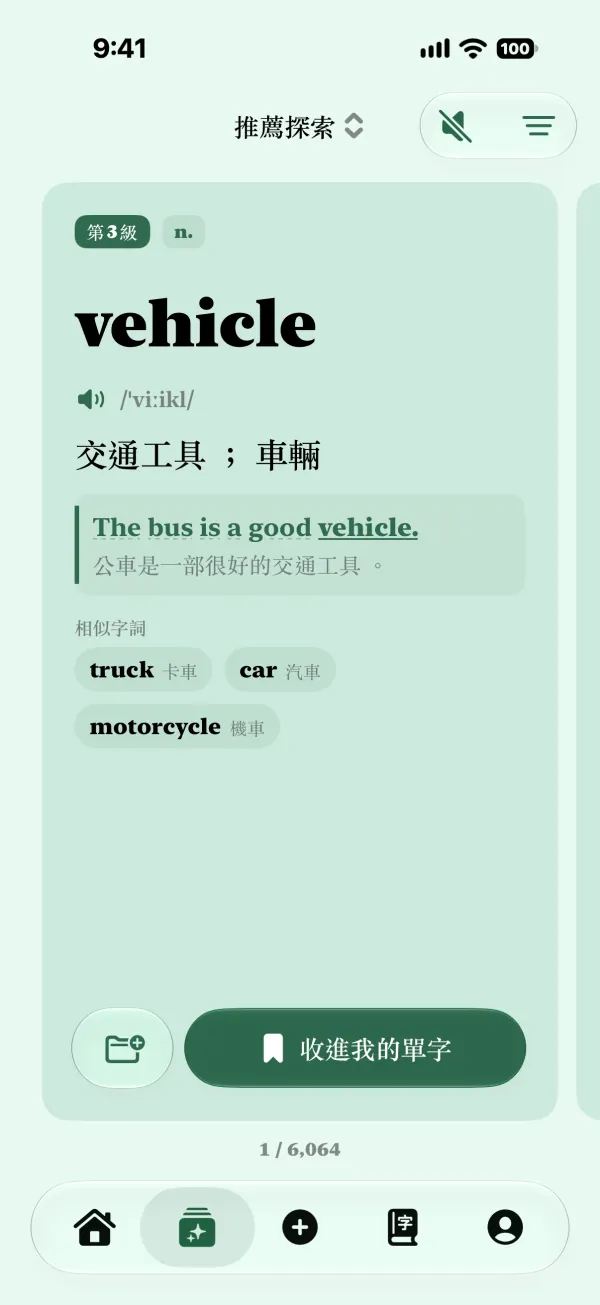 9:41
100
推薦探索
第3級 n.
vehicle
/ˈviːikl/
交通工具 ; 車輛
The bus is a good vehicle.
公車是一部很好的交通工具 。
相似字詞
truck 卡車 car 汽車
motorcycle 機車
收進我的單字
1 / 6,064
字